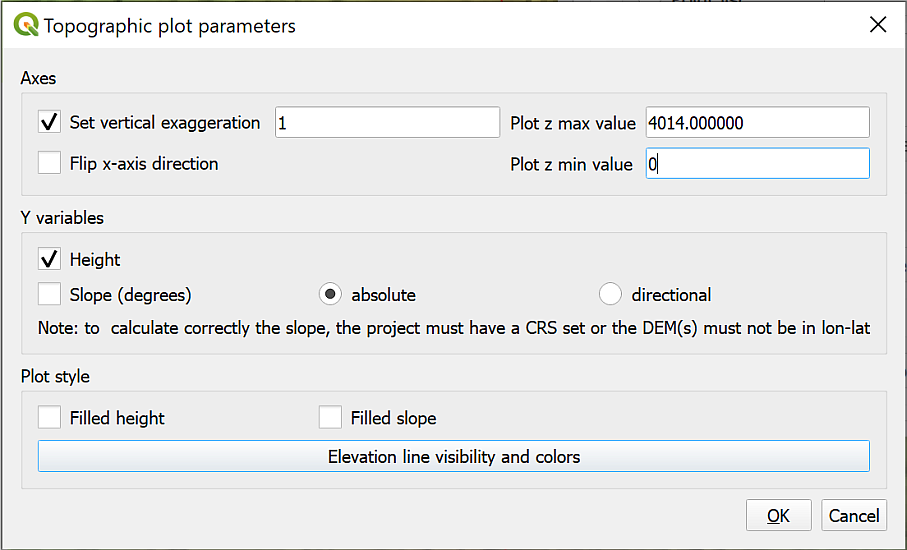 Topographic plot parameters
Axes
Set vertical exaggeration 1 Plot z max value 4014.000000
Flip x-axis direction Plot z min value 0
Y variables
Height
Slope (degrees) absolute directional
Note: to  calculate correctly the slope, the project must have a CRS set or the DEM(s) must not be in lon-lat
Plot style
Filled height Filled slope
Elevation line visibility and colors
OK Cancel